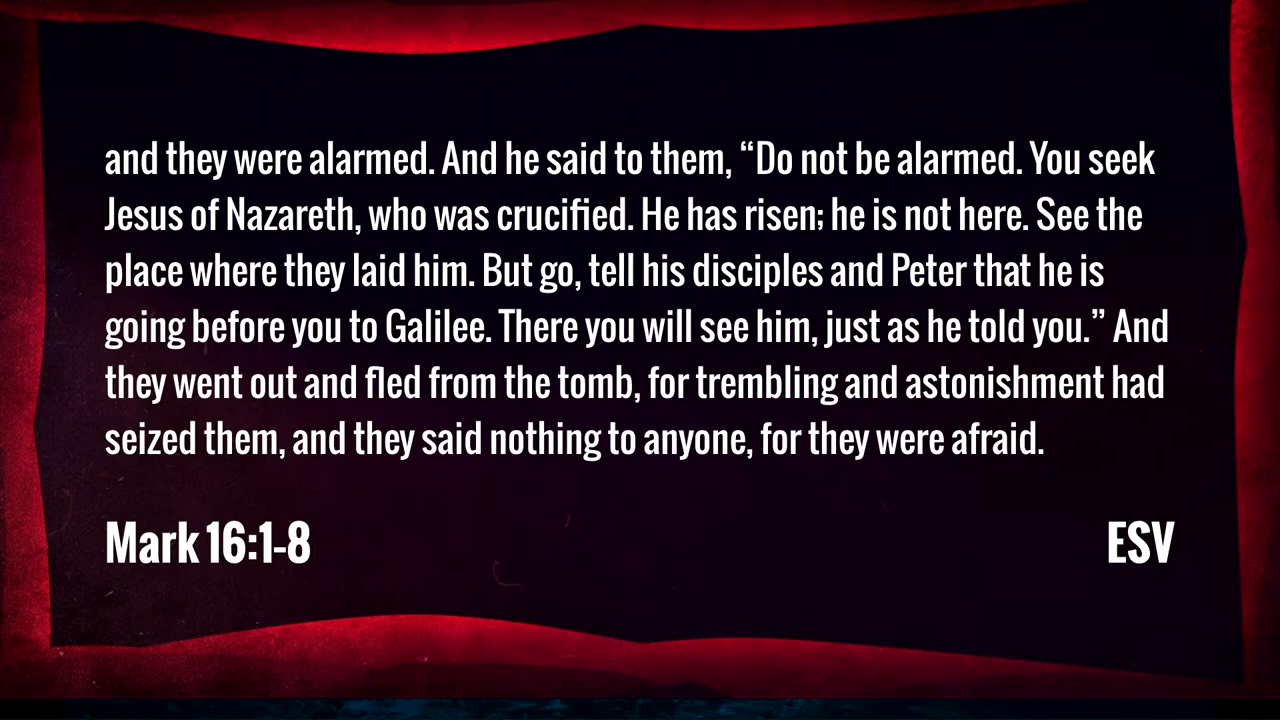 and they were alarmed. And he said to them, “Do not be alarmed. You seek
Jesus of Nazareth, who was crucified. He has risen; he is not here. See the
place where they laid him. But go, tell his disciples and Peter that he is
going before you to Galilee. There you will see him, just as he told you.” And
they went out and fled from the tomb, for trembling and astonishment had
seized them, and they said nothing to anyone, for they were afraid.
Mark 16:1-8 ESV